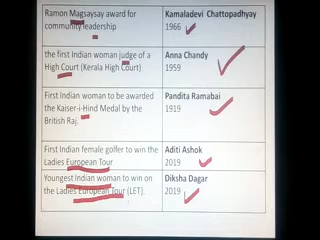 Ramon Magsaysay award for
community leadership
Kamaladevi Chattopadhyay
1966
the first Indian woman judge of a
High Court (Kerala High Court)
Anna Chandy
1959
First Indian woman to be awarded
the Kaiser-i-Hind Medal by the
British Raj.
Pandita Ramabai
1919
First Indian female golfer to win the
Ladies European Tour
Aditi Ashok
2019
Youngest Indian woman to win on
the Ladies European Tour (LET).
Diksha Dagar
2019